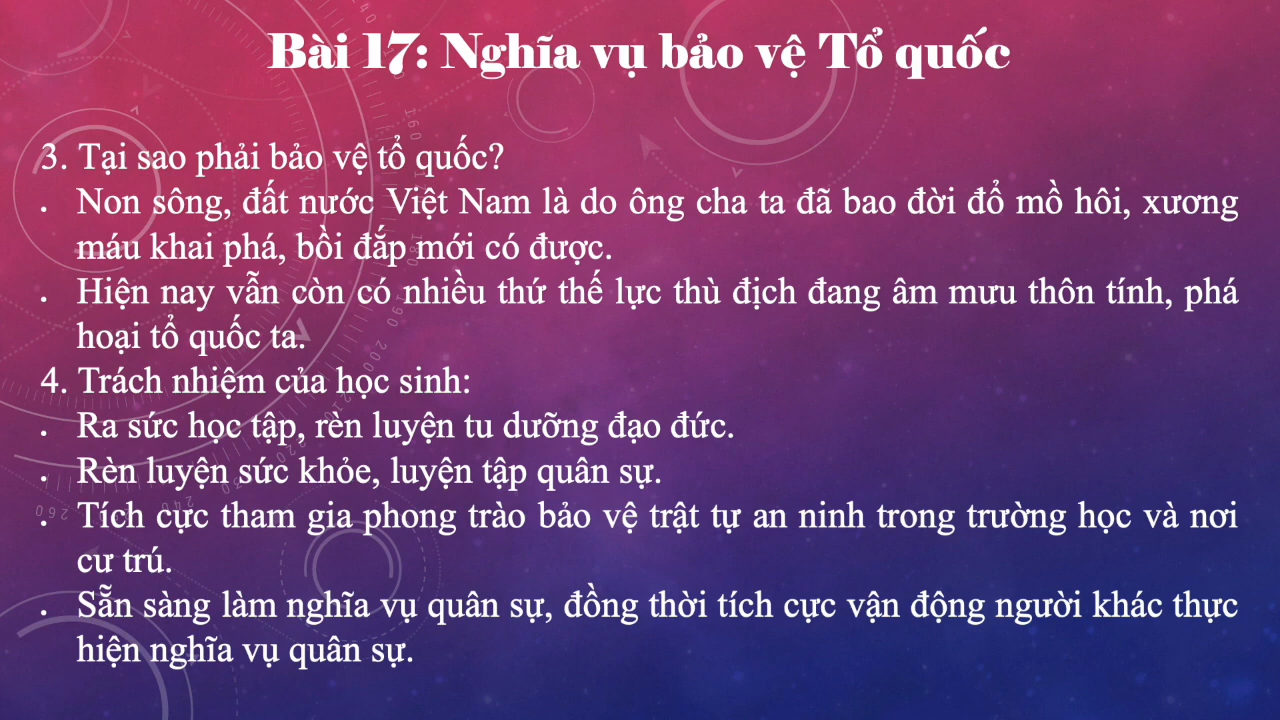 Bài 17: Nghĩa vụ bảo vệ Tổ quốc
3. Tại sao phải bảo vệ tổ quốc?
• Non sông, đất nước Việt Nam là do ông cha ta đã bao đời đổ mồ hôi, xương
máu khai phá, bồi đắp mới có được.
• Hiện nay vẫn còn có nhiều thứ thế lực thù địch đang âm mưu thôn tính, phá
hoại tổ quốc ta.
4. Trách nhiệm của học sinh:
• Ra sức học tập, rèn luyện tu dưỡng đạo đức.
• Rèn luyện sức khỏe, luyện tập quân sự.
• Tích cực tham gia phong trào bảo vệ trật tự an ninh trong trường học và nơi
cư trú.
• Sẵn sàng làm nghĩa vụ quân sự, đồng thời tích cực vận động người khác thực
hiện nghĩa vụ quân sự.